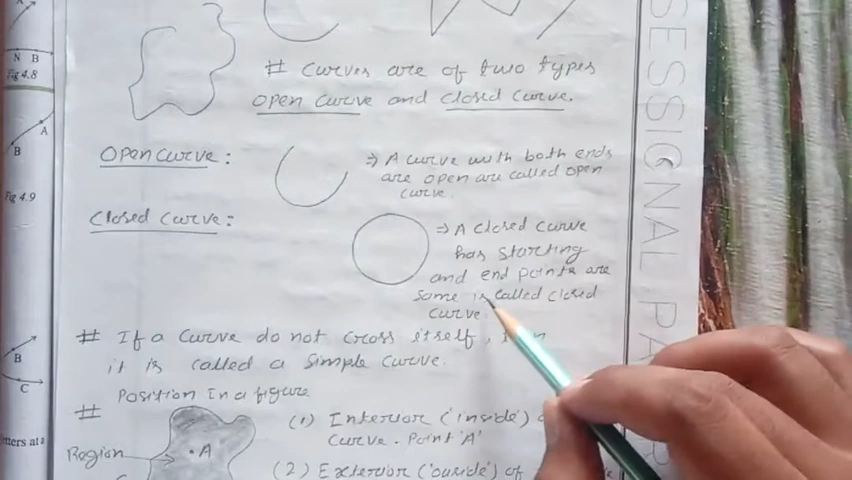 A
N B
Fig 4.8
A
B
Fig 4.9
B
C
tters at a
# Curves are of two types
open curve and closed curve.
Open curve :
⇒ A curve with both ends
are open are called open
curve.
Closed curve :
⇒ A closed curve
has starting
and end points are
same is called closed
curve.
# If a curve do not cross itself,
it is called a simple curve.
# Position In a figure
Region
A
(1) Interior ('inside')
curve. Point 'A'
(2) Exterior ('ouside') of
SESSIGNAL PA